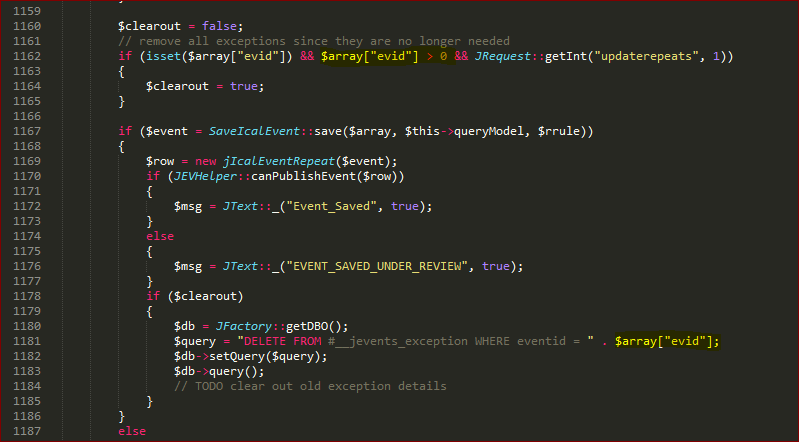 1159
1160 $clearout = false;
1161 // remove all exceptions since they are no longer needed
1162 if (isset($array["evid"]) && $array["evid"] > 0 && JRequest::getInt("updaterepeats", 1))
1163 {
1164 $clearout = true;
1165 }
1166
1167 if ($event = SaveIcalEvent::save($array, $this->queryModel, $rrule))
1168 {
1169 $row = new jIcalEventRepeat($event);
1170 if (JEVHelper::canPublishEvent($row))
1171 {
1172 $msg = JText::_("Event_Saved", true);
1173 }
1174 else
1175 {
1176 $msg = JText::_("EVENT_SAVED_UNDER_REVIEW", true);
1177 }
1178 if ($clearout)
1179 {
1180 $db = JFactory::getDBO();
1181 $query = "DELETE FROM #__jevents_exception WHERE eventid = " . $array["evid"];
1182 $db->setQuery($query);
1183 $db->query();
1184 // TODO clear out old exception details
1185 }
1186 }
1187 else